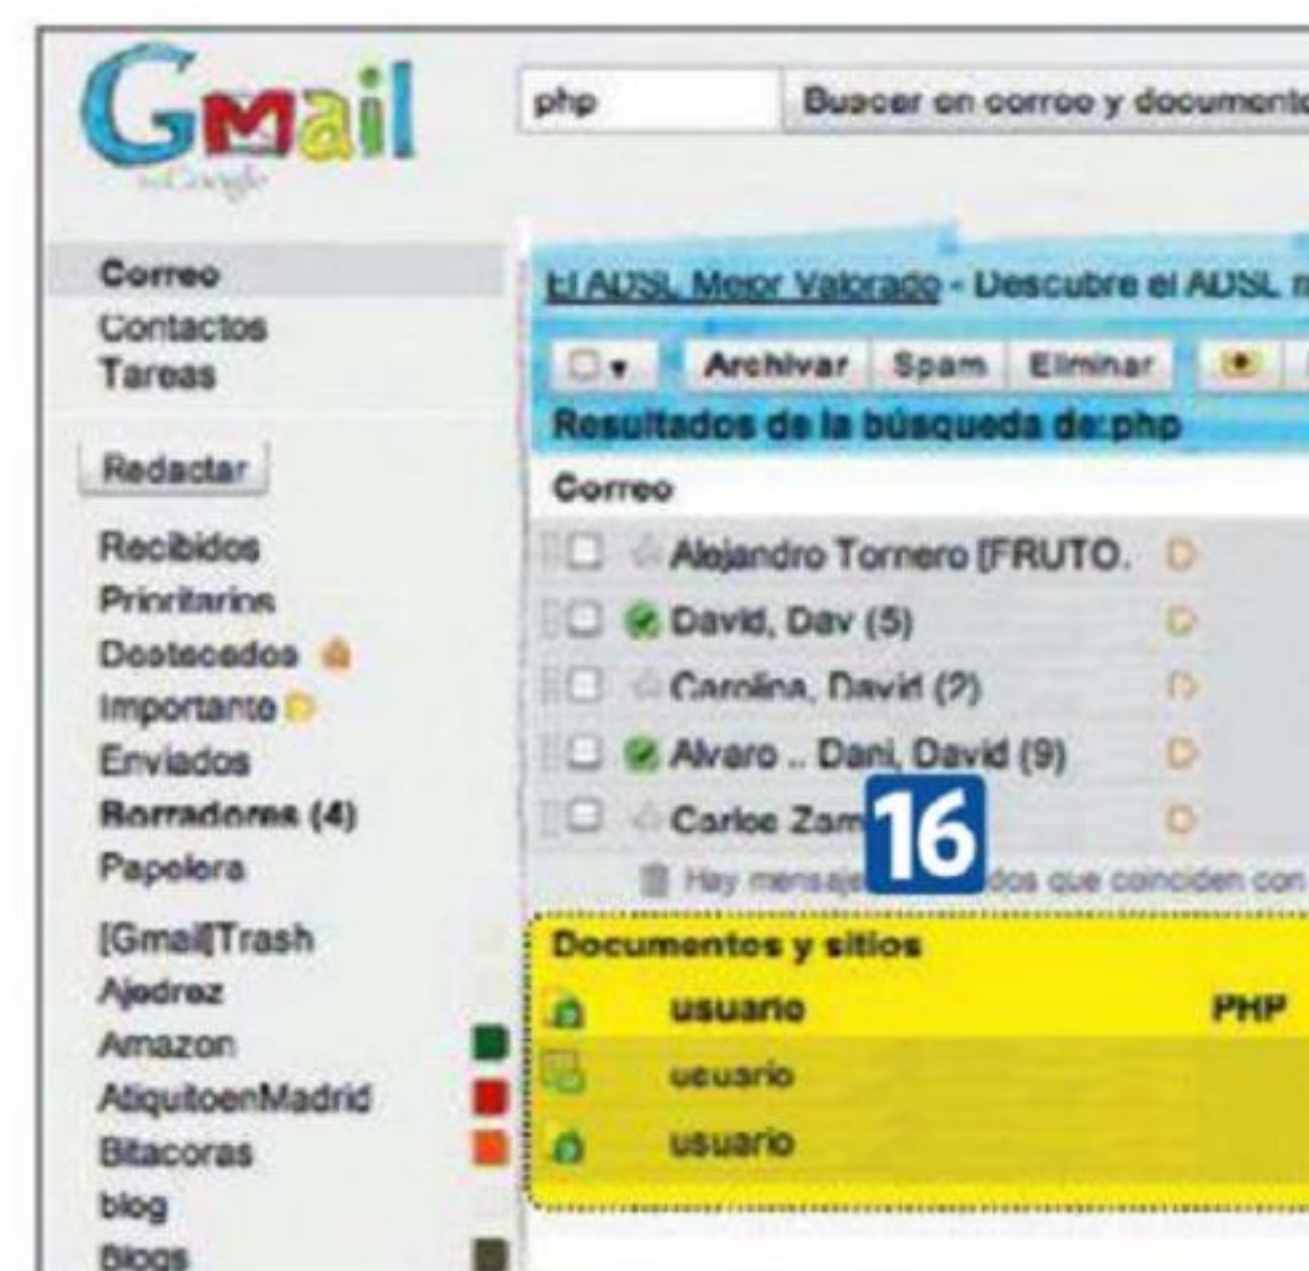 Gmail
by Google
php
Buscar en correo y documento
Correo
Contactos
Tareas
Redactar
Recibidos
Prioritarios
Destacados
Importante
Enviados
Borradores (4)
Papelera
[Gmail]Trash
Ajedrez
Amazon
AtiquitoenMadrid
Bitacoras
blog
Blogs
El ADSL Mejor Valorado - Descubre el ADSL
Archivar Spam Eliminar
Resultados de la búsqueda de: php
Correo
Alejandro Tornero [FRUTO.
David, Dav (5)
Carolina, David (2)
Alvaro .. Dani, David (9)
Carlos Zam
16
Hay mensaje dos que coinciden con
Documentos y sitios
usuario PHP
usuario
usuario